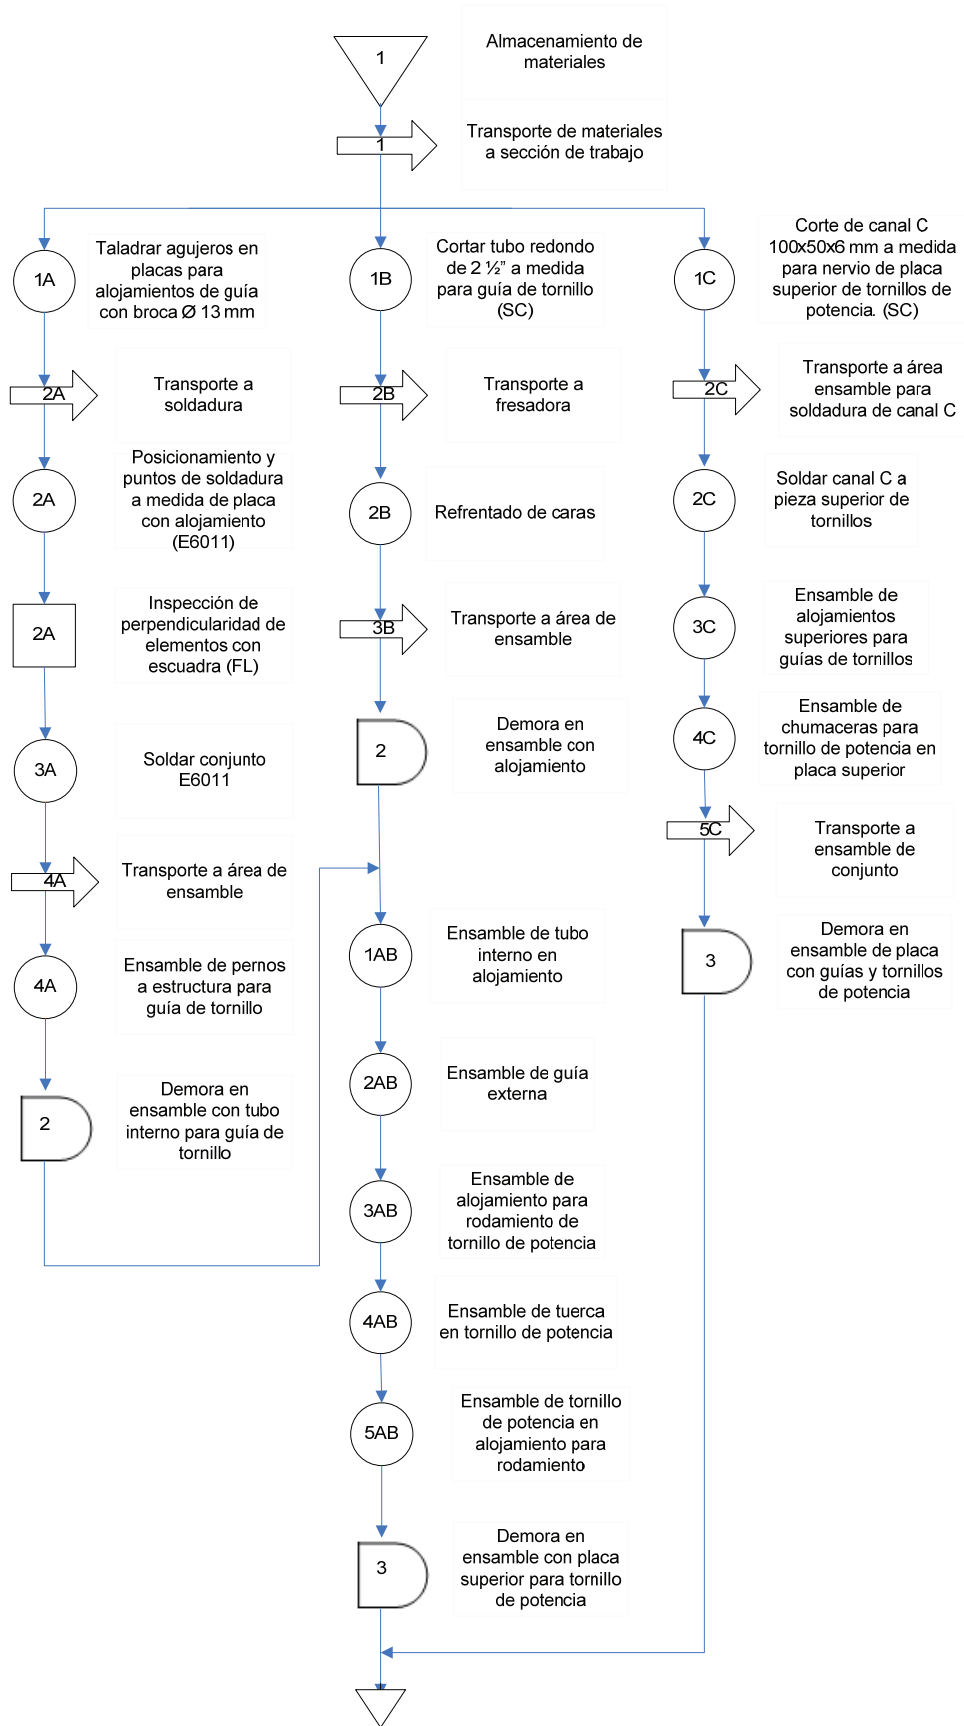 1
Almacenamiento de
materiales
1
Transporte de materiales
a sección de trabajo
1A
Taladrar agujeros en
placas para
alojamientos de guía
con broca Ø 13 mm
2A
Transporte a
soldadura
2A
Posicionamiento y
puntos de soldadura
a medida de placa
con alojamiento
(E6011)
2A
Inspección de
perpendicularidad de
elementos con
escuadra (FL)
3A
Soldar conjunto
E6011
4A
Transporte a área de
ensamble
4A
Ensamble de pernos
a estructura para
guía de tornillo
2
Demora en
ensamble con tubo
interno para guía de
tornillo
1B
Cortar tubo redondo
de 2 ½” a medida
para guía de tornillo
(SC)
2B
Transporte a
fresadora
2B
Refrentado de caras
3B
Transporte a área de
ensamble
2
Demora en
ensamble con
alojamiento
1AB
Ensamble de tubo
interno en
alojamiento
2AB
Ensamble de guía
externa
3AB
Ensamble de
alojamiento para
rodamiento de
tornillo de potencia
4AB
Ensamble de tuerca
en tornillo de potencia
5AB
Ensamble de tornillo
de potencia en
alojamiento para
rodamiento
3
Demora en
ensamble con placa
superior para tornillo
de potencia
1C
Corte de canal C
100x50x6 mm a medida
para nervio de placa
superior de tornillos de
potencia. (SC)
2C
Transporte a área
ensamble para
soldadura de canal C
2C
Soldar canal C a
pieza superior de
tornillos
3C
Ensamble de
alojamientos
superiores para
guías de tornillos
4C
Ensamble de
chumaceras para
tornillo de potencia en
placa superior
5C
Transporte a
ensamble de
conjunto
3
Demora en
ensamble de placa
con guías y tornillos
de potencia